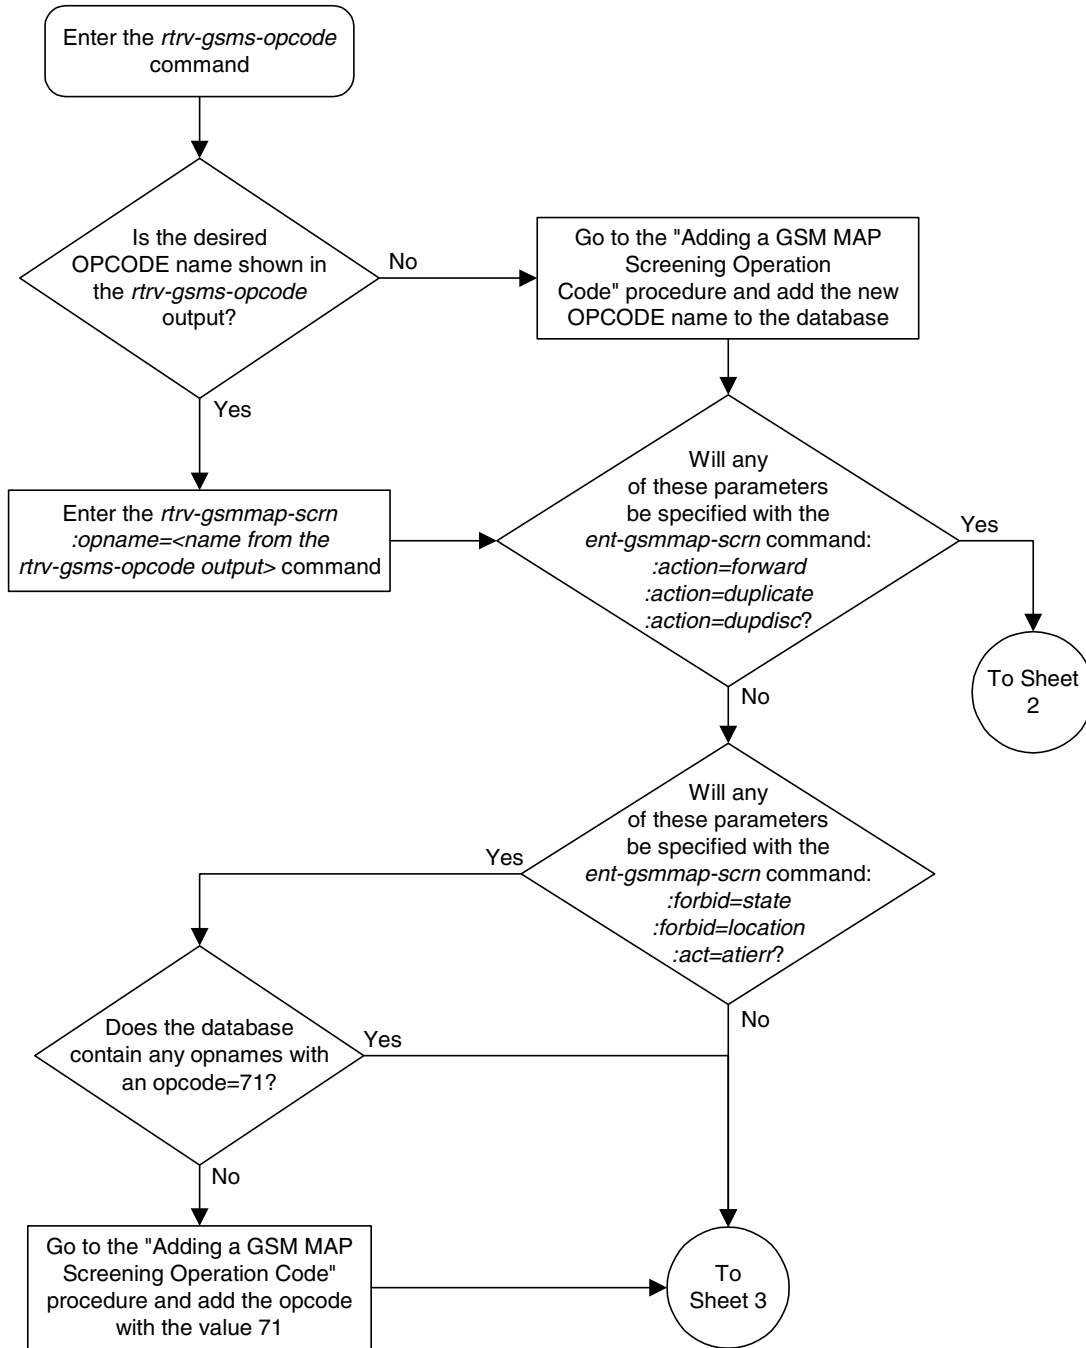 Enter the rtrv-gsms-opcode
command
Is the desired
OPCODE name shown in
the rtrv-gsms-opcode
output?
No
Go to the "Adding a GSM MAP
Screening Operation
Code" procedure and add the new
OPCODE name to the database
Yes
Enter the rtrv-gsmmap-scrn
:opname=<name from the
rtrv-gsms-opcode output> command
Will any
of these parameters
be specified with the
ent-gsmmap-scrn command:
:action=forward
:action=duplicate
:action=dupdisc?
Yes
To Sheet
2
No
Will any
of these parameters
be specified with the
ent-gsmmap-scrn command:
:forbid=state
:forbid=location
:act=atierr?
Yes
No
Does the database
contain any opnames with
an opcode=71?
Yes
No
Go to the "Adding a GSM MAP
Screening Operation Code"
procedure and add the opcode
with the value 71
To
Sheet 3